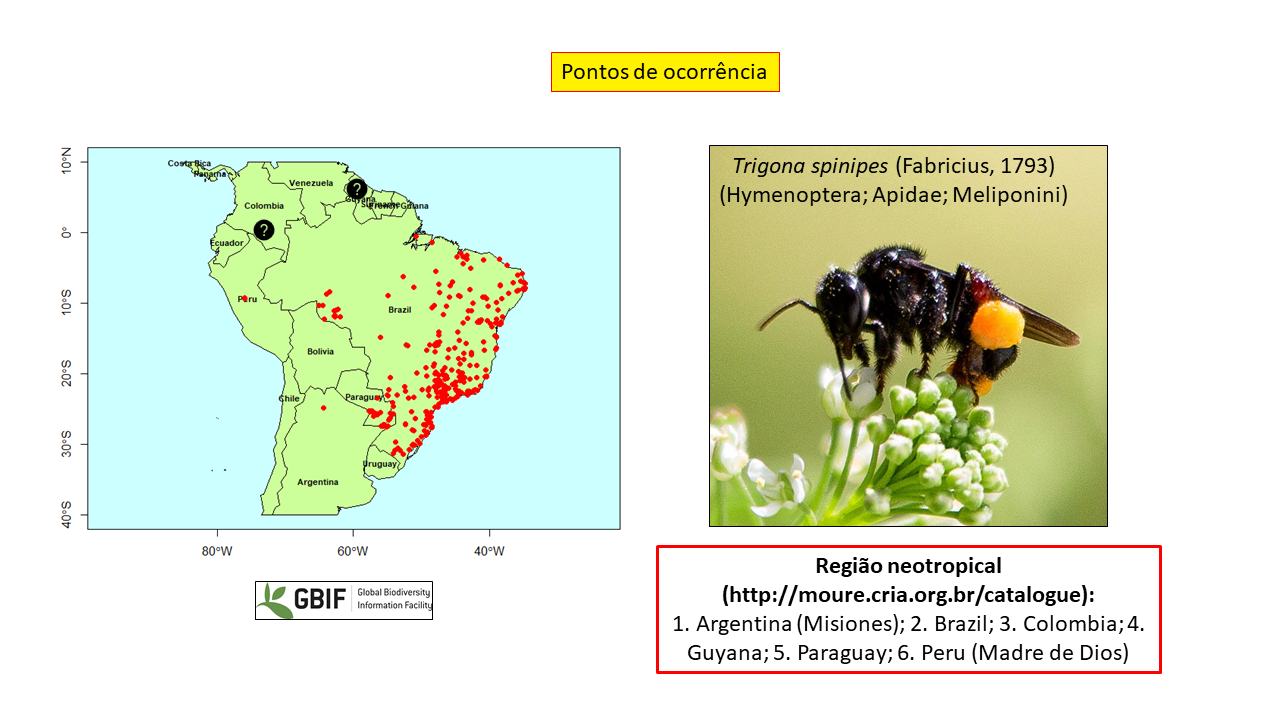 Pontos de ocorrência
Trigona spinipes (Fabricius, 1793)
(Hymenoptera; Apidae; Meliponini)
10°N
0°
10°S
20°S
30°S
40°S
80°W
60°W
40°W
Costa Rica
Panama
Venezuela
Colombia
Guyana
Suriname
French Guiana
Ecuador
Peru
Brazil
Bolivia
Chile
Paraguay
Uruguay
Argentina
?
?
GBIF
Global Biodiversity
Information Facility
Região neotropical
(http://moure.cria.org.br/catalogue):
1. Argentina (Misiones); 2. Brazil; 3. Colombia; 4.
Guyana; 5. Paraguay; 6. Peru (Madre de Dios)